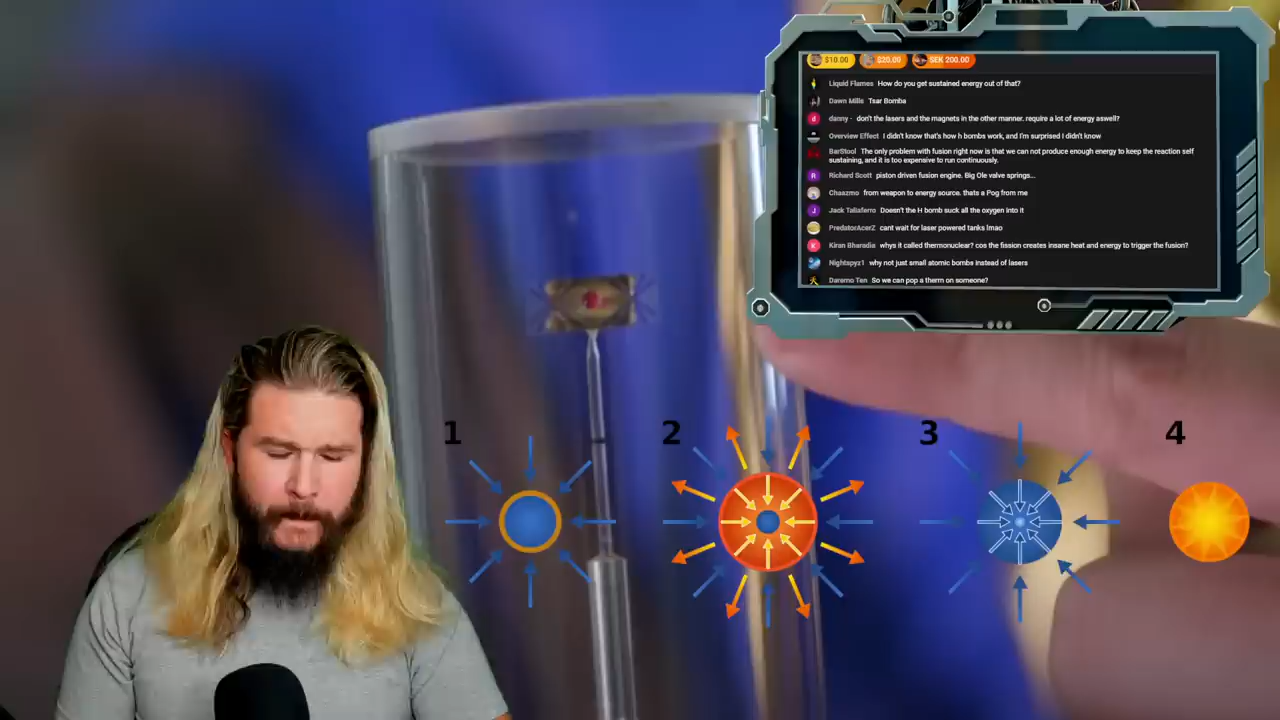 $10.00 $20.00 SEK 200.00
Liquid Flames How do you get sustained energy out of that?
Dawn Mills Tsar Bomba
danny - don't the lasers and the magnets in the other manner. require a lot of energy aswell?
Overview Effect I didn't know that's how h bombs work, and I'm surprised I didn't know
BarStool The only problem with fusion right now is that we can not produce enough energy to keep the reaction self
sustaining, and it is too expensive to run continuously.
Richard Scott piston driven fusion engine. Big Ole valve springs...
Chaazmo from weapon to energy source. thats a Pog from me
Jack Taliaferro Doesn't the H bomb suck all the oxygen into it
PredatorAcerZ cant wait for laser powered tanks lmao
Kiran Bharadia whys it called thermonuclear? cos the fission creates insane heat and energy to trigger the fusion?
Nightspyz1 why not just small atomic bombs instead of lasers
Daremo Ten So we can pop a therm on someone?
1 2 3 4